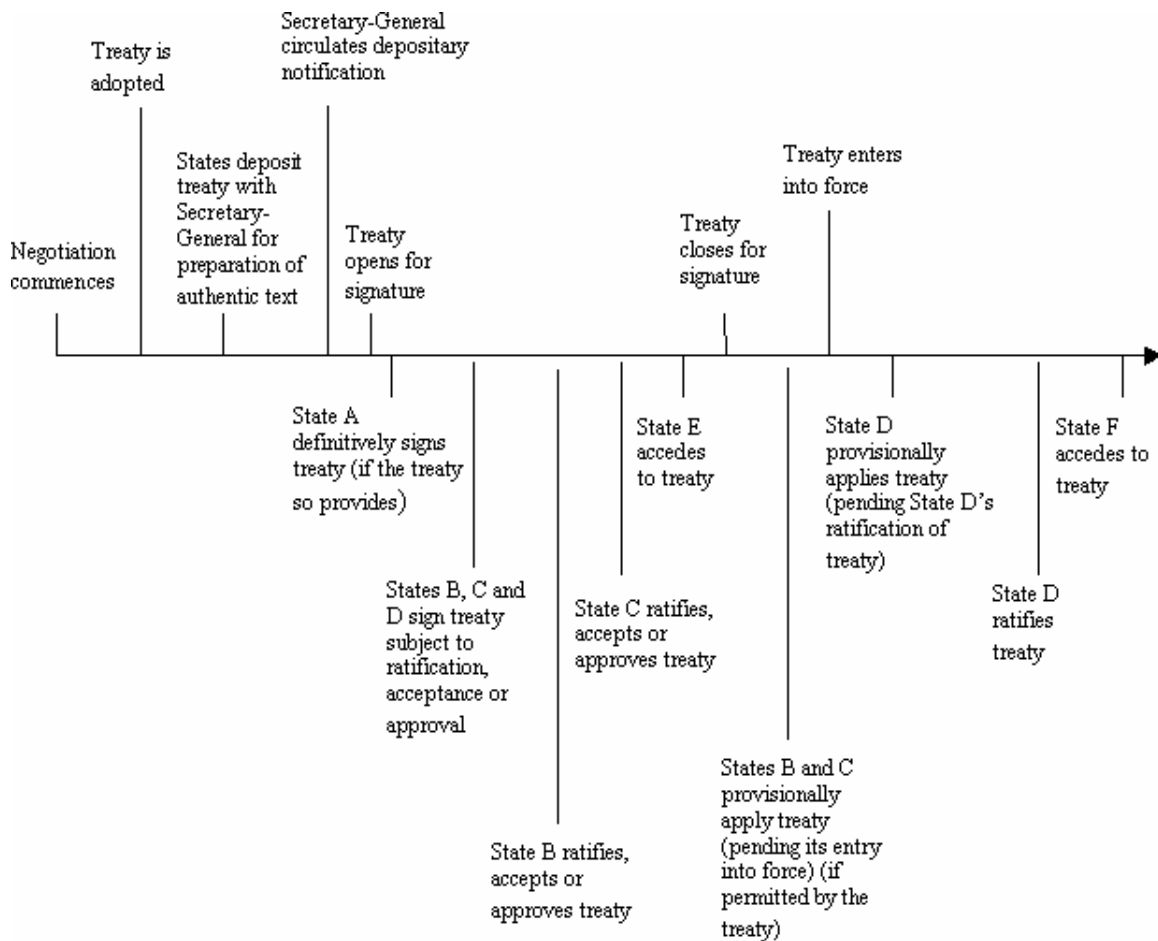 Secretary-General
circulates depositary
notification
Treaty is
adopted
States deposit
treaty with
Secretary-
General for
preparation of
authentic text
Treaty enters
into force
Negotiation
commences
Treaty
opens for
signature
Treaty
closes for
signature
State A
definitively signs
treaty (if the treaty
so provides)
State E
accedes
to treaty
State D
provisionally
applies treaty
(pending State D's
ratification of
treaty)
State F
accedes to
treaty
States B, C and
D sign treaty
subject to
ratification,
acceptance or
approval
State C ratifies,
accepts or
approves treaty
State D
ratifies
treaty
State B ratifies,
accepts or
approves treaty
States B and C
provisionally
apply treaty
(pending its entry
into force) (if
permitted by the
treaty)